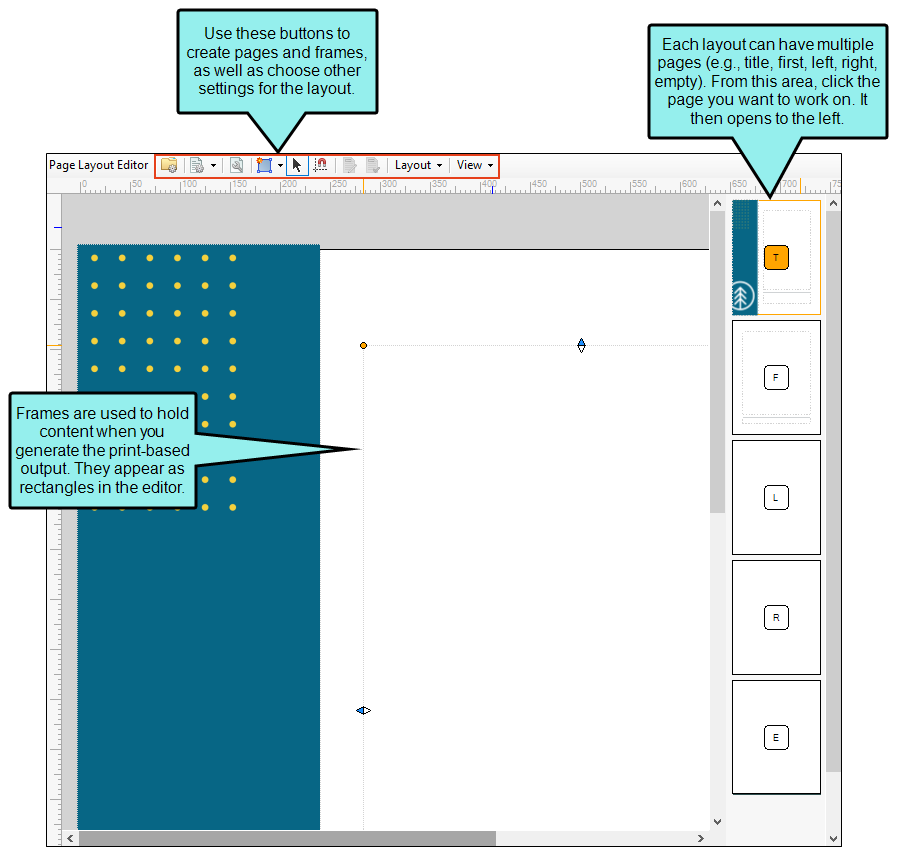 Use these buttons to
create pages and frames,
as well as choose other
settings for the layout.
Each layout can have multiple
pages (e.g., title, first, left, right,
empty). From this area, click the
page you want to work on. It
then opens to the left.
Page Layout Editor Layout View
0 50 100 150 200 250 300 350 400 450 500 550 600 650 700 75
T
F
Frames are used to hold
content when you
generate the print-based
output. They appear as
rectangles in the editor.
L
R
E